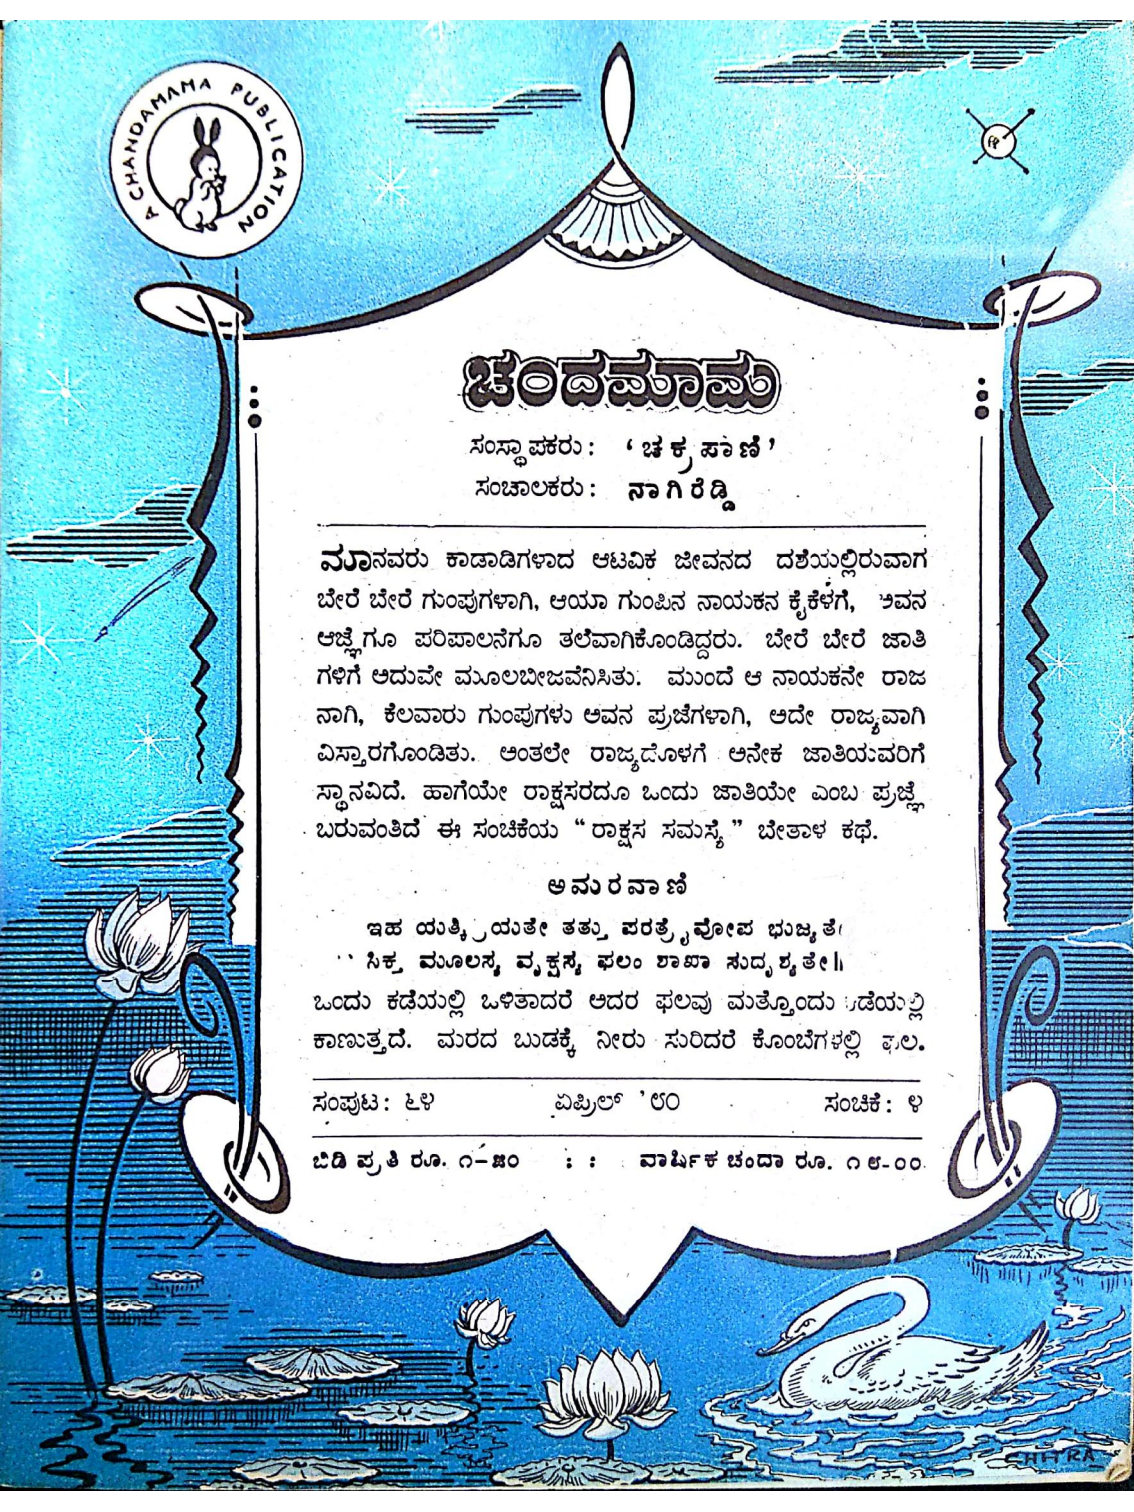 A CHANDAMAMA PUBLICATION
ಚಂದಮಾಮ
ಸಂಸ್ಥಾಪಕರು: 'ಚಕ್ರಪಾಣಿ'
ಸಂಚಾಲಕರು: ನಾಗಿರೆಡ್ಡಿ
ಮಾನವರು ಕಾಡಾಡಿಗಳಾದ ಆಟವಿಕ ಜೀವನದ ದಶೆಯಲ್ಲಿರುವಾಗ
ಬೇರೆ ಬೇರೆ ಗುಂಪುಗಳಾಗಿ, ಆಯಾ ಗುಂಪಿನ ನಾಯಕನ ಕೈಕೆಳಗೆ, ಅವನ
ಆಜ್ಞೆಗೂ ಪರಿಪಾಲನೆಗೂ ತಲೆವಾಗಿಕೊಂಡಿದ್ದರು. ಬೇರೆ ಬೇರೆ ಜಾತಿ
ಗಳಿಗೆ ಅದುವೇ ಮೂಲಬೀಜವೆನಿಸಿತು. ಮುಂದೆ ಆ ನಾಯಕನೇ ರಾಜ
ನಾಗಿ, ಕೆಲವಾರು ಗುಂಪುಗಳು ಅವನ ಪ್ರಜೆಗಳಾಗಿ, ಅದೇ ರಾಜ್ಯವಾಗಿ
ವಿಸ್ತಾರಗೊಂಡಿತು. ಅಂತಲೇ ರಾಜ್ಯದೊಳಗೆ ಅನೇಕ ಜಾತಿಯವರಿಗೆ
ಸ್ಥಾನವಿದೆ. ಹಾಗೆಯೇ ರಾಕ್ಷಸರದೂ ಒಂದು ಜಾತಿಯೇ ಎಂಬ ಪ್ರಜ್ಞೆ
ಬರುವಂತಿದೆ ಈ ಸಂಚಿಕೆಯ "ರಾಕ್ಷಸ ಸಮಸ್ಯೆ" ಬೇತಾಳ ಕಥೆ.
ಅಮರವಾಣಿ
ಇಹ ಯತ್ಕ್ರಿಯತೇ ತತ್ತು ಪರತ್ರೈವೋಪ ಭುಜ್ಯತೇ
ಸಿಕ್ತ ಮೂಲಸ್ಯ ವೃಕ್ಷಸ್ಯ ಫಲಂ ಶಾಖಾ ಸುದೃಶ್ಯತೇ॥
ಒಂದು ಕಡೆಯಲ್ಲಿ ಒಳಿತಾದರೆ ಅದರ ಫಲವು ಮತ್ತೊಂದು ಕಡೆಯಲ್ಲಿ
ಕಾಣುತ್ತದೆ. ಮರದ ಬುಡಕ್ಕೆ ನೀರು ಸುರಿದರೆ ಕೊಂಬೆಗಳಲ್ಲಿ ಫಲ.
ಸಂಪುಟ: ೬೪ ಏಪ್ರಿಲ್ '೮೦ ಸಂಚಿಕೆ: ೪
ಬಿಡಿ ಪ್ರತಿ ರೂ. ೧-೫೦ : : ವಾರ್ಷಿಕ ಚಂದಾ ರೂ. ೧೮-೦೦
CHITRA